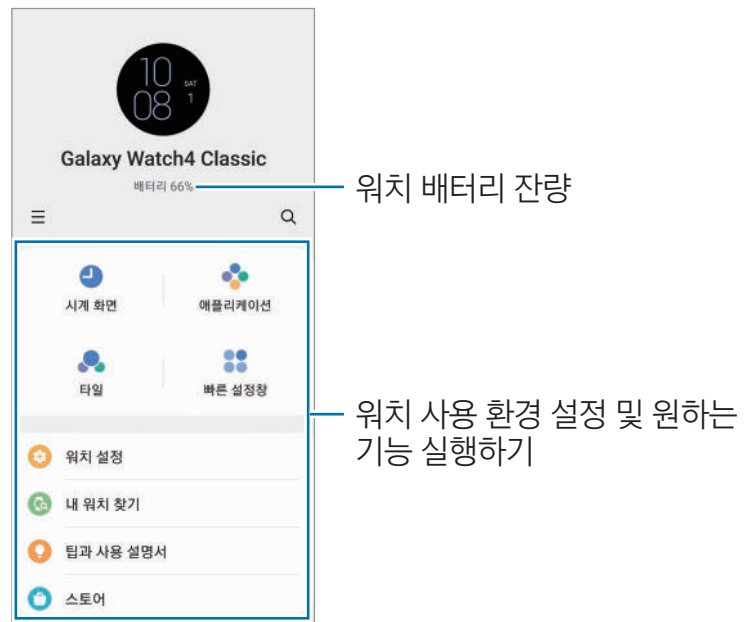 10
08
SAT
1
Galaxy Watch4 Classic
배터리 66%
워치 배터리 잔량
시계 화면
애플리케이션
타일
빠른 설정창
워치 사용 환경 설정 및 원하는
기능 실행하기
워치 설정
내 워치 찾기
팁과 사용 설명서
스토어